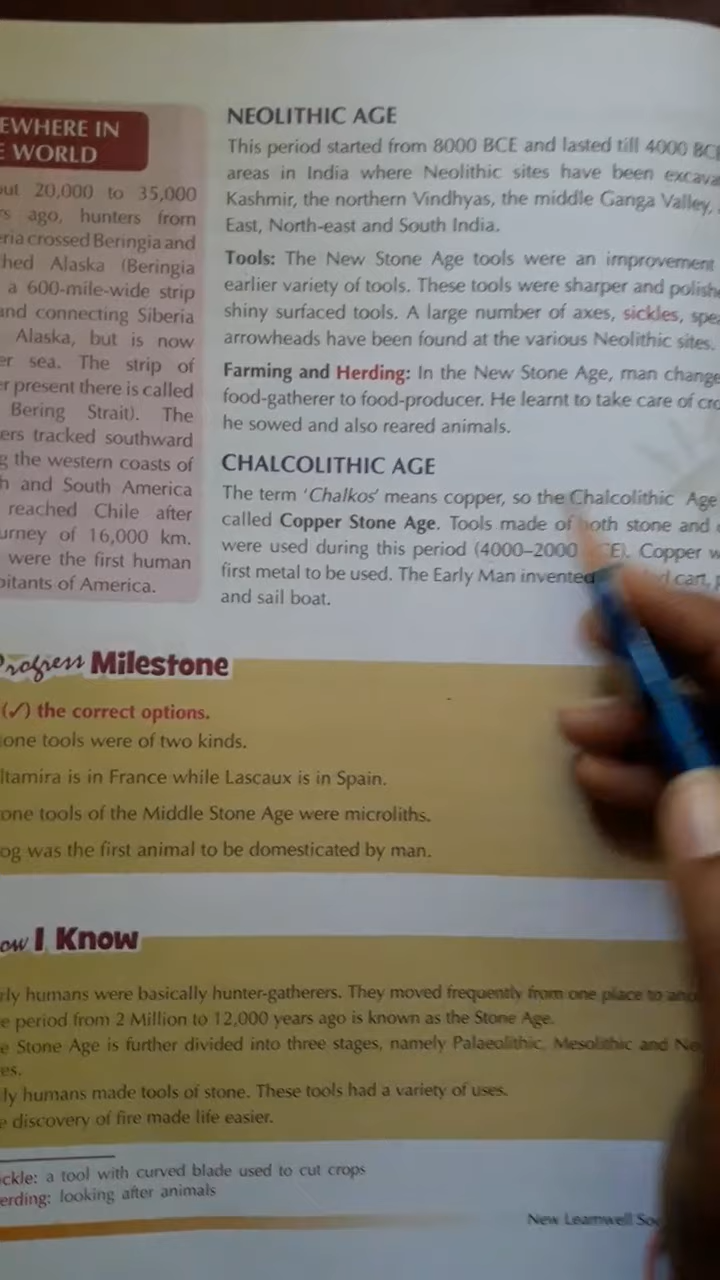 EWHERE IN
E WORLD
out 20,000 to 35,000
rs ago, hunters from
eria crossed Beringia and
hed Alaska (Beringia
a 600-mile-wide strip
and connecting Siberia
Alaska, but is now
er sea. The strip of
er present there is called
Bering Strait). The
ers tracked southward
g the western coasts of
h and South America
reached Chile after
urney of 16,000 km.
were the first human
bitants of America.
NEOLITHIC AGE
This period started from 8000 BCE and lasted till 4000 BCE
areas in India where Neolithic sites have been excava
Kashmir, the northern Vindhyas, the middle Ganga Valley,
East, North-east and South India.
Tools: The New Stone Age tools were an improvement
earlier variety of tools. These tools were sharper and polishe
shiny surfaced tools. A large number of axes, sickles, spe
arrowheads have been found at the various Neolithic sites.
Farming and Herding: In the New Stone Age, man change
food-gatherer to food-producer. He learnt to take care of cro
he sowed and also reared animals.
CHALCOLITHIC AGE
The term 'Chalkos' means copper, so the Chalcolithic Age
called Copper Stone Age. Tools made of both stone and
were used during this period (4000–2000 CE). Copper w
first metal to be used. The Early Man invented cart, p
and sail boat.
Progress Milestone
(✓) the correct options.
one tools were of two kinds.
ltamira is in France while Lascaux is in Spain.
one tools of the Middle Stone Age were microliths.
og was the first animal to be domesticated by man.
ow I Know
rly humans were basically hunter-gatherers. They moved frequently from one place to ano
e period from 2 Million to 12,000 years ago is known as the Stone Age.
e Stone Age is further divided into three stages, namely Palaeolithic, Mesolithic and Ne
es.
ly humans made tools of stone. These tools had a variety of uses.
e discovery of fire made life easier.
ickle: a tool with curved blade used to cut crops
erding: looking after animals
New Learnwell So